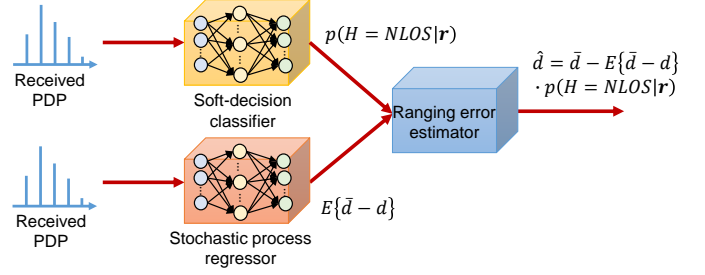 Received
PDP
Soft-decision
classifier
p(H = NLOS|r)
Ranging error
estimator
d̂ = d̄ − E{d̄ − d}
· p(H = NLOS|r)
Received
PDP
Stochastic process
regressor
E{d̄ − d}